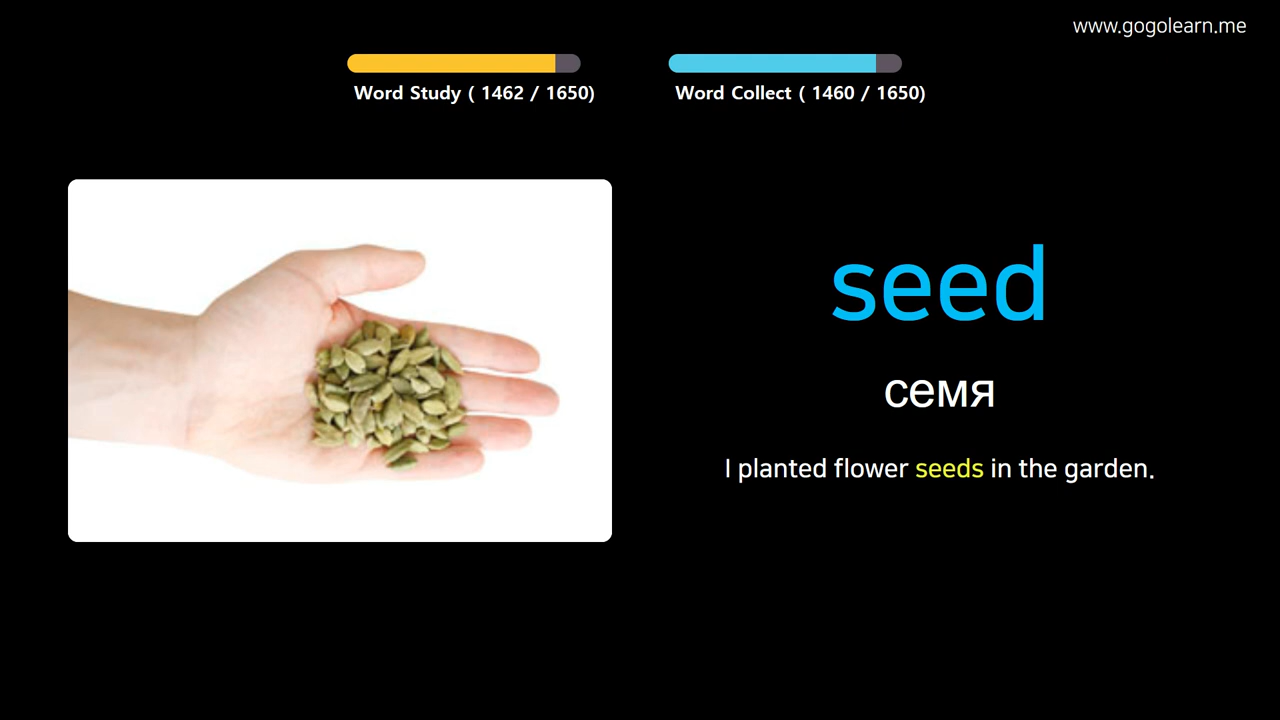 www.gogolearn.me
Word Study ( 1462 / 1650)
Word Collect ( 1460 / 1650)
seed
семя
I planted flower seeds in the garden.